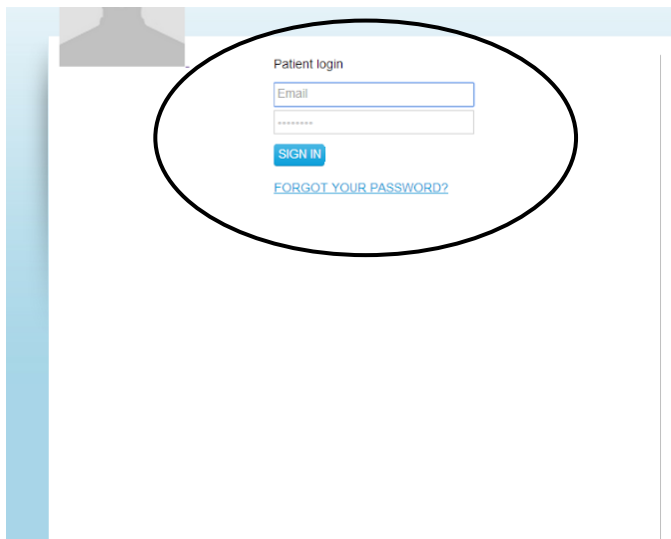 Patient login
Email
--------
SIGN IN
FORGOT YOUR PASSWORD?